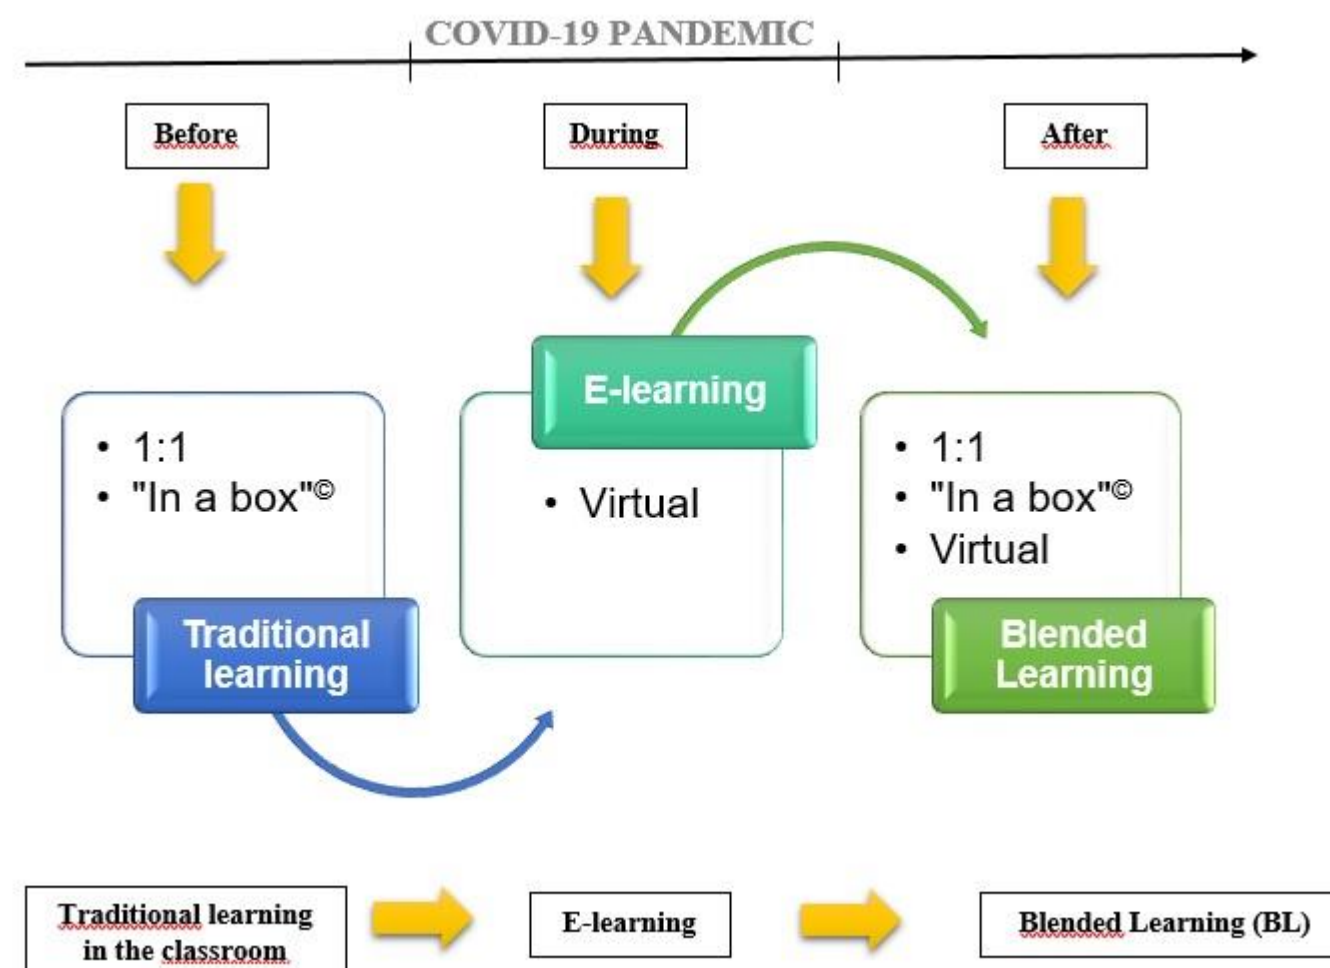 COVID-19 PANDEMIC
Before
During
After
• 1:1
• "In a box"©
Traditional
learning
E-learning
• Virtual
• 1:1
• "In a box"©
• Virtual
Blended
Learning
Traditional learning
in the classroom
E-learning
Blended Learning (BL)